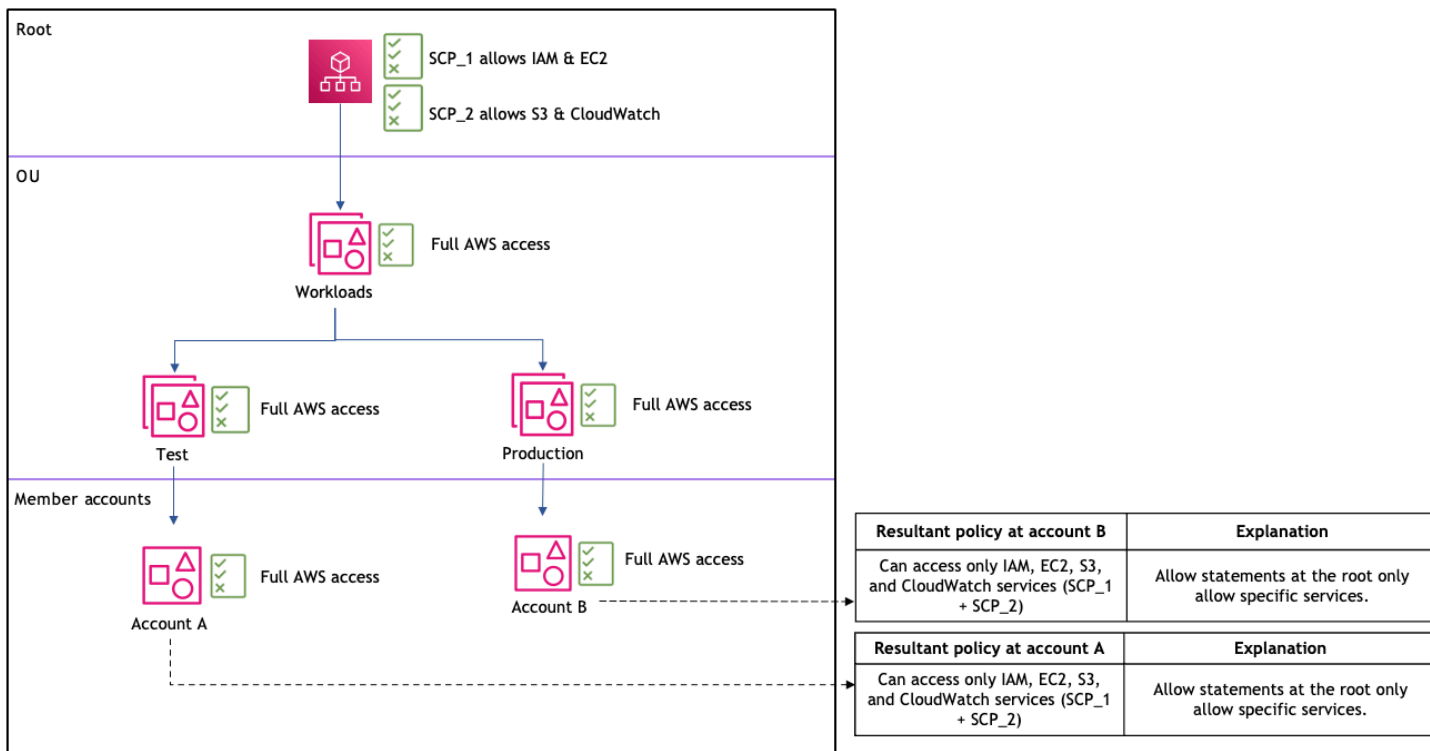 Root
SCP_1 allows IAM & EC2
SCP_2 allows S3 & CloudWatch
OU
Full AWS access
Workloads
Full AWS access
Test
Full AWS access
Production
Member accounts
Full AWS access
Account A
Full AWS access
Account B
Resultant policy at account B
Explanation
Can access only IAM, EC2, S3,
and CloudWatch services (SCP_1
+ SCP_2)
Allow statements at the root only
allow specific services.
Resultant policy at account A
Explanation
Can access only IAM, EC2, S3,
and CloudWatch services (SCP_1
+ SCP_2)
Allow statements at the root only
allow specific services.